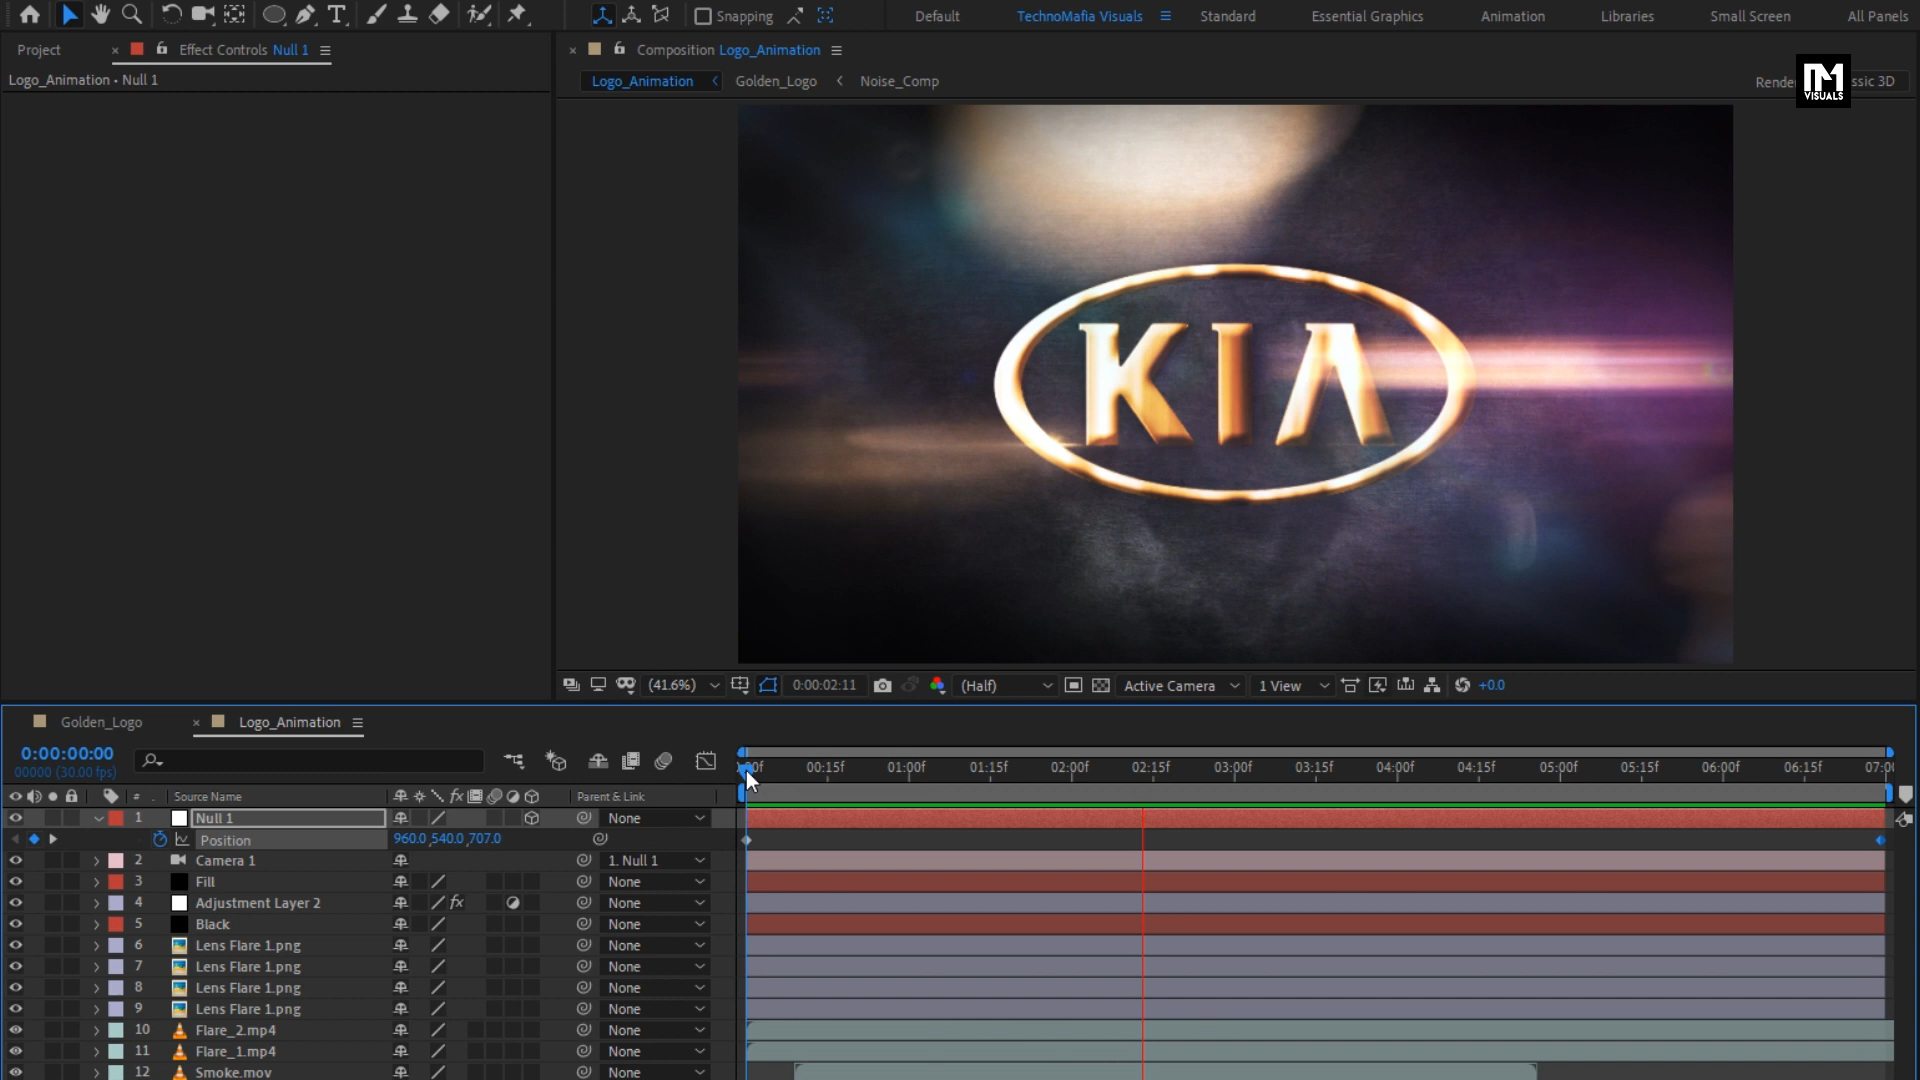 Snapping
Default
TechnoMafia Visuals
Standard
Essential Graphics
Animation
Libraries
Small Screen
All Panels
Project
× Effect Controls Null 1
× Composition Logo_Animation
Logo_Animation • Null 1
Logo_Animation < Golden_Logo < Noise_Comp
VISUALS
ssic 3D
KIA
(41.6%)
0:00:02:11
(Half)
Active Camera
1 View
+0.0
Golden_Logo
× Logo_Animation
0:00:00:00
00000 (30.00 fps)
00:15f 01:00f 01:15f 02:00f 02:15f 03:00f 03:15f 04:00f 04:15f 05:00f 05:15f 06:00f 06:15f 07:00
# . Source Name fx Parent & Link
1 Null 1 None
Position 960.0,540.0,707.0
2 Camera 1 1. Null 1
3 Fill None
4 Adjustment Layer 2 fx None
5 Black None
6 Lens Flare 1.png None
7 Lens Flare 1.png None
8 Lens Flare 1.png None
9 Lens Flare 1.png None
10 Flare_2.mp4 None
11 Flare_1.mp4 None
12 Smoke.mov None